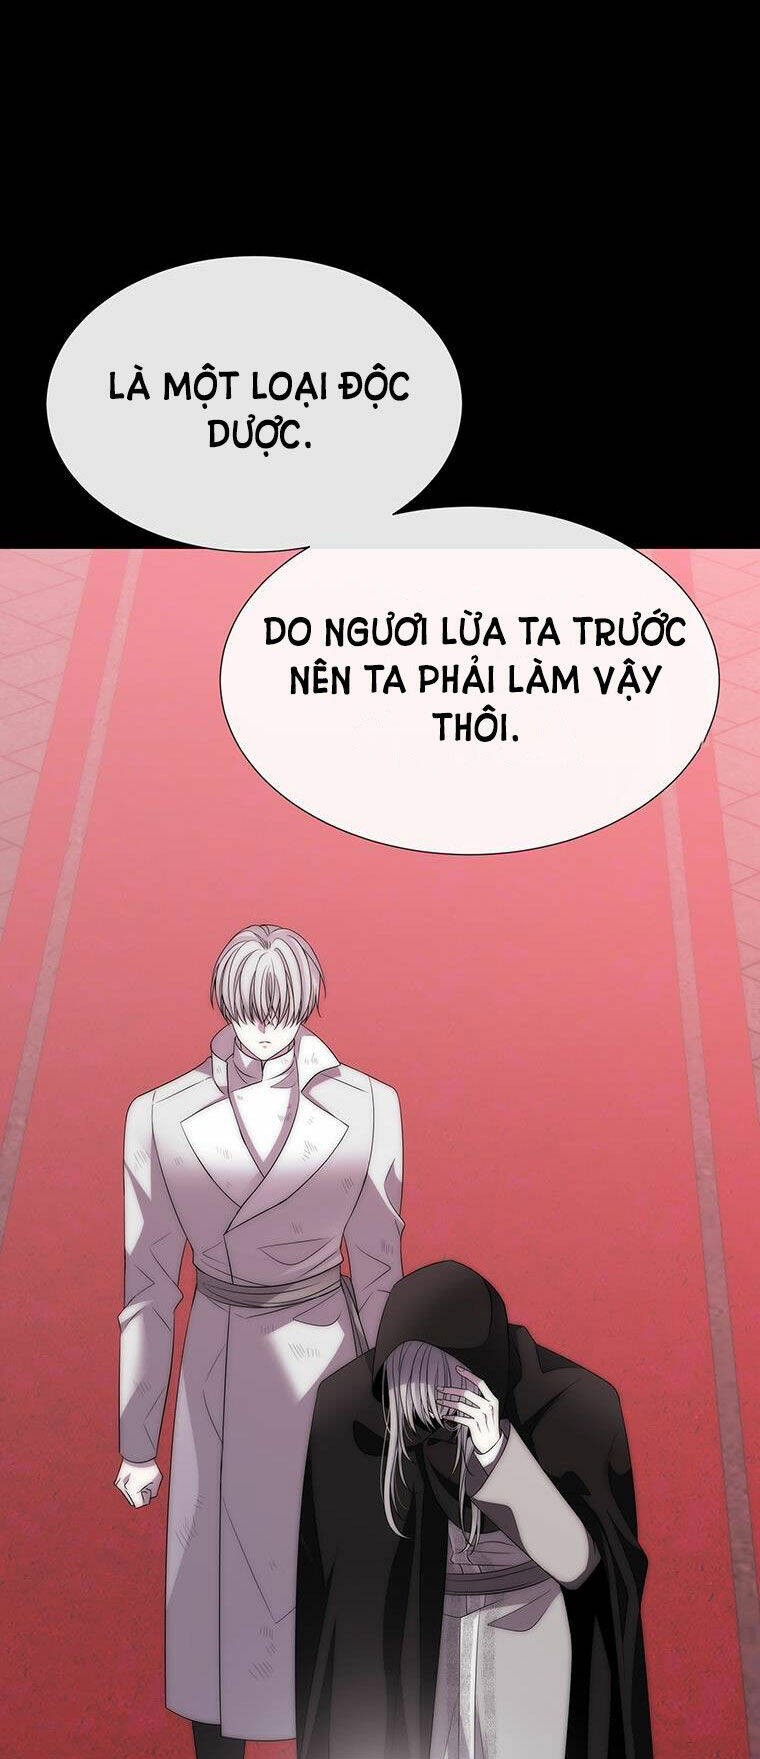 LÀ MỘT LOẠI ĐỘC
DƯỢC.
DO NGƯƠI LỪA TA TRƯỚC
NÊN TA PHẢI LÀM VẬY
THÔI.